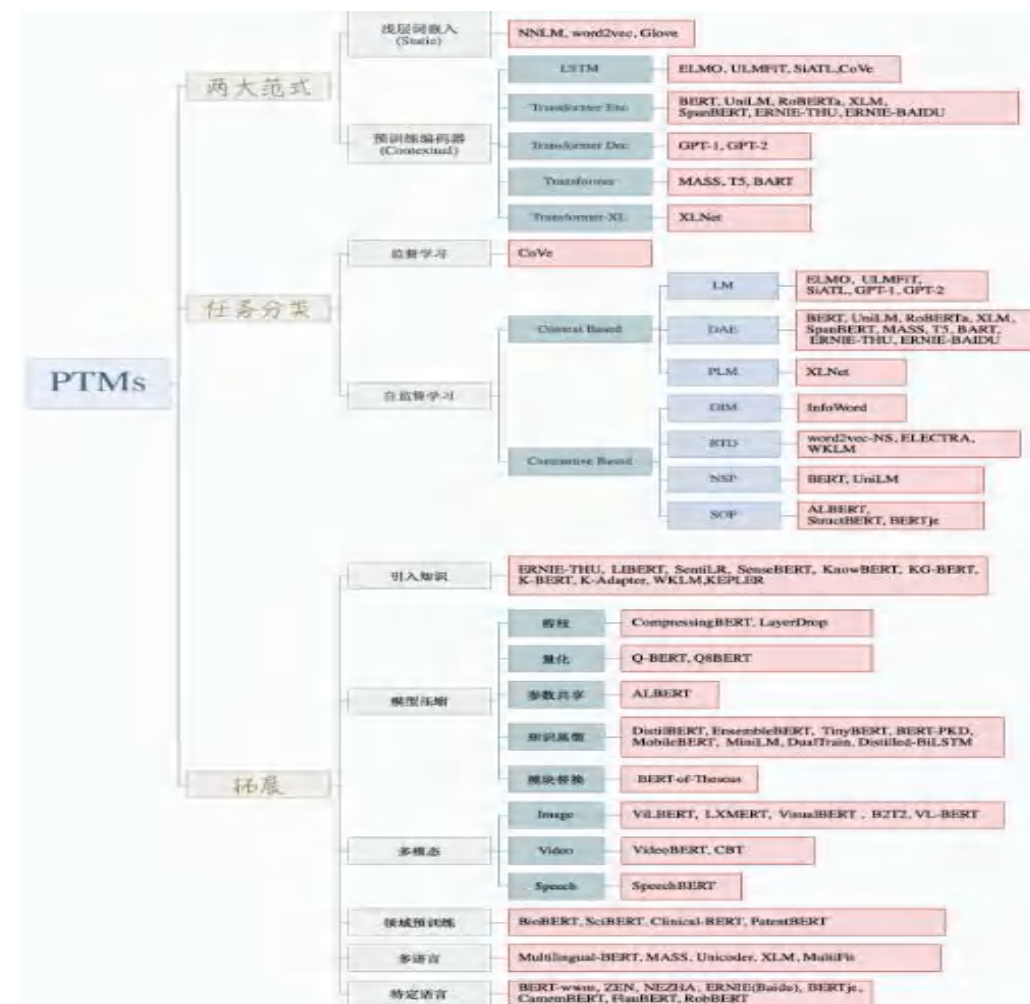 浅层词嵌入
(Static)
NNLM, word2vec, Glove
两大范式
LSTM
ELMO, ULMFiT, SiATL,CoVe
Transformer Enc
BERT, UniLM, RoBERTa, XLM,
SpanBERT, ERNIE-THU, ERNIE-BAIDU
预训练编码器
(Contextual)
Transformer Dec
GPT-1, GPT-2
Transformer
MASS, T5, BART
Transformer-XL
XLNet
PTMs
任务分类
监督学习
CoVe
自监督学习
Context Based
LM
ELMO, ULMFiT,
SiATL, GPT-1, GPT-2
DAE
BERT, UniLM, RoBERTa, XLM,
SpanBERT, MASS, T5, BART,
ERNIE-THU, ERNIE-BAIDU
PLM
XLNet
Contrastive Based
DIM
InfoWord
RTD
word2vec-NS, ELECTRA,
WKLM
NSP
BERT, UniLM
SOP
ALBERT,
StructBERT, BERTje
拓展
引入知识
ERNIE-THU, LIBERT, SentiLR, SenseBERT, KnowBERT, KG-BERT,
K-BERT, K-Adapter, WKLM,KEPLER
模型压缩
剪枝
CompressingBERT, LayerDrop
量化
Q-BERT, Q8BERT
参数共享
ALBERT
知识蒸馏
DistilBERT, EnsembleBERT, TinyBERT, BERT-PKD,
MobileBERT, MiniLM, DualTrain, Distilled-BiLSTM
模块替换
BERT-of-Theseus
多模态
Image
ViLBERT, LXMERT, VisualBERT , B2T2, VL-BERT
Video
VideoBERT, CBT
Speech
SpeechBERT
领域预训练
BioBERT, SciBERT, Clinical-BERT, PatentBERT
多语言
Multilingual-BERT, MASS, Unicoder, XLM, MultiFit
特定语言
BERT-wwm, ZEN, NEZHA, ERNIE(Baidu), BERTje,
CamemBERT, FlauBERT, RobBERT